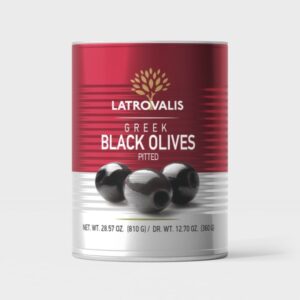 LATROVALIS
GREEK
BLACK OLIVES
PITTED
NET. WT. 28.57 OZ. (810 G) / DR. WT. 12.70 OZ. (360 G)